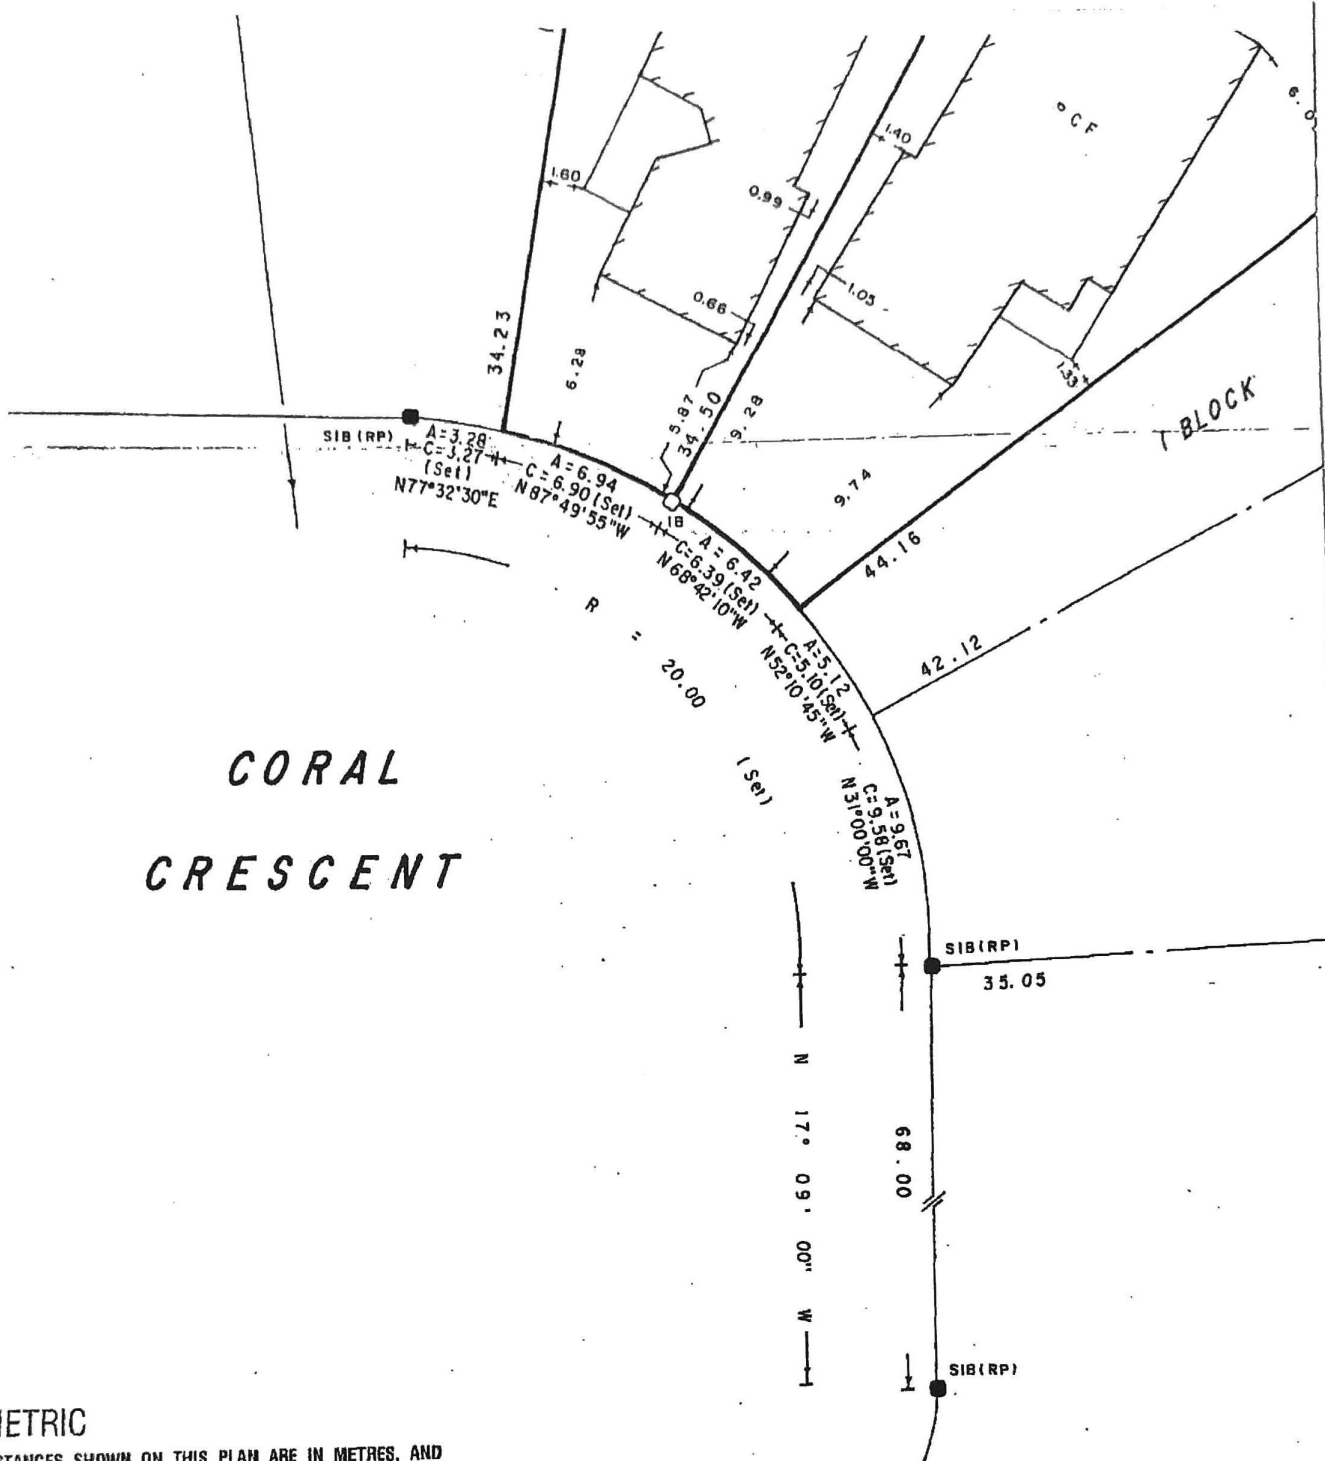 6.0
CF
1.40
1.60
0.99
1.05
0.66
34.23
6.28
5.87
34.50
9.28
1.33
BLOCK
SIB (RP)
A=3.28
C=3.27
(Set)
N77°32'30"E
A=6.94
C=6.90 (Set)
N87°49'55"W
IB
A=6.42
C=6.39 (Set)
N68°42'10"W
9.74
44.16
A=5.12
C=5.10 (Set)
N52°10'45"W
42.12
R = 20.00 (Set)
A=9.67
C=9.58 (Set)
N31°00'00"W
CORAL
CRESCENT
SIB(RP)
35.05
N 17° 09' 00" W
68.00
SIB(RP)
ETRIC
STANCES SHOWN ON THIS PLAN ARE IN METRES, AND